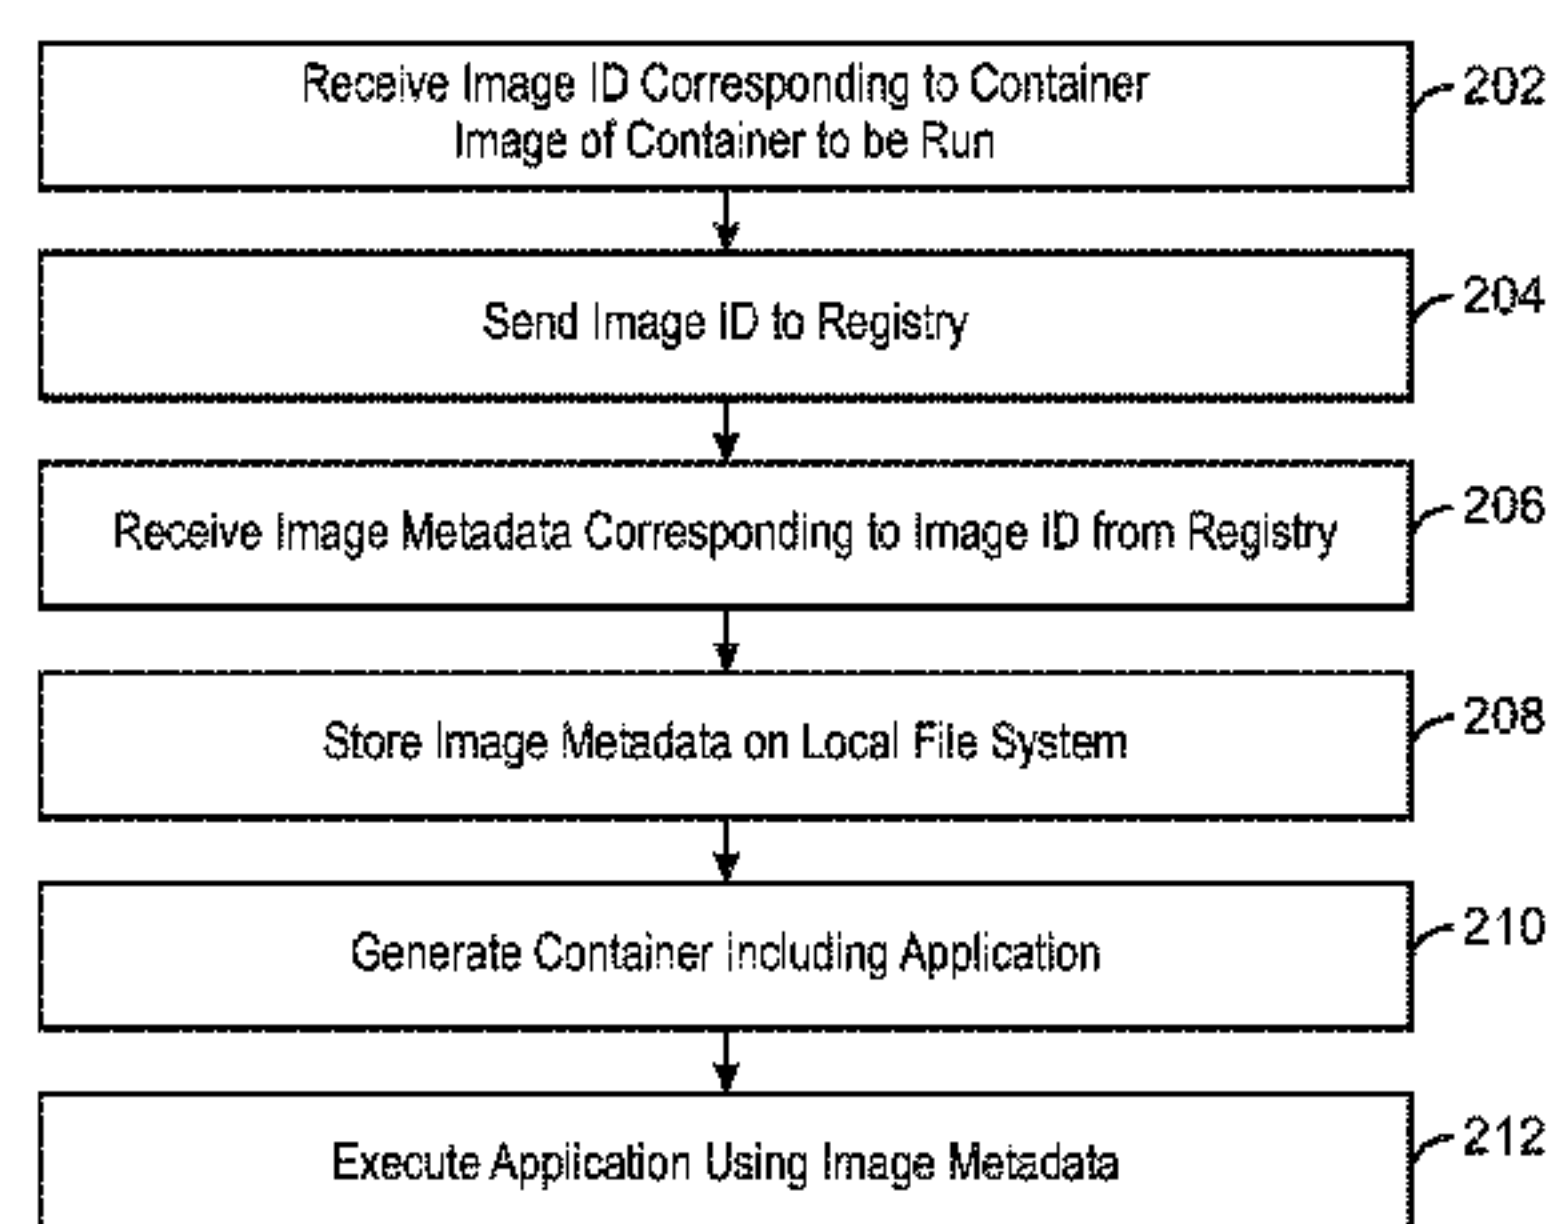 Receive Image ID Corresponding to Container
Image of Container to be Run
202
Send Image ID to Registry
204
Receive Image Metadata Corresponding to Image ID from Registry
206
Store Image Metadata on Local File System
208
Generate Container Including Application
210
Execute Application Using Image Metadata
212